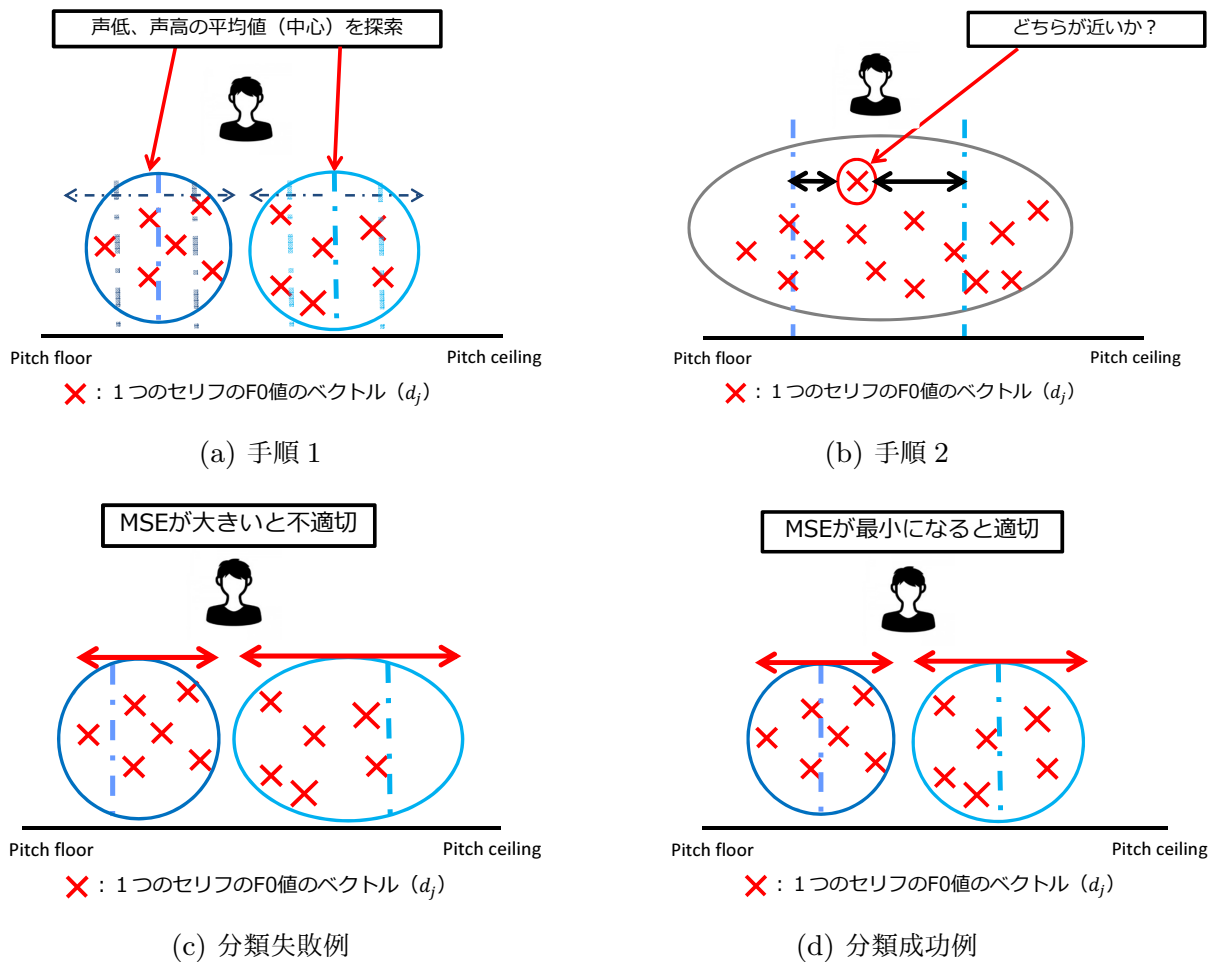 声低、声高の平均値（中心）を探索
どちらが近いか？
Pitch floor
Pitch ceiling
Pitch floor
Pitch ceiling
：１つのセリフのF0値のベクトル（dj）
：１つのセリフのF0値のベクトル（dj）
(a) 手順 1
(b) 手順 2
MSEが大きいと不適切
MSEが最小になると適切
Pitch floor
Pitch ceiling
Pitch floor
Pitch ceiling
：１つのセリフのF0値のベクトル（dj）
：１つのセリフのF0値のベクトル（dj）
(c) 分類失敗例
(d) 分類成功例